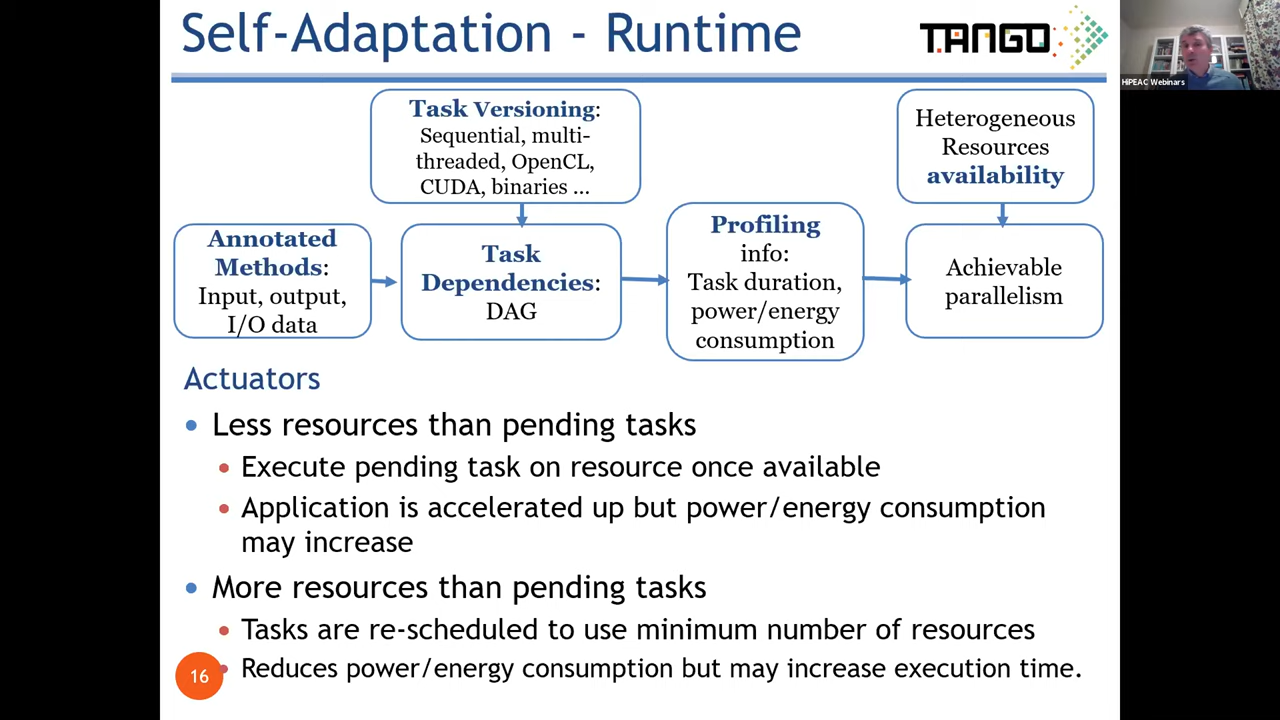 Self-Adaptation - Runtime
TANGO
HiPEAC Webinars
Task Versioning:
Sequential, multi-
threaded, OpenCL,
CUDA, binaries ...
Heterogeneous
Resources
availability
Annotated
Methods:
Input, output,
I/O data
Task
Dependencies:
DAG
Profiling
info:
Task duration,
power/energy
consumption
Achievable
parallelism
Actuators
Less resources than pending tasks
Execute pending task on resource once available
Application is accelerated up but power/energy consumption
may increase
More resources than pending tasks
Tasks are re-scheduled to use minimum number of resources
Reduces power/energy consumption but may increase execution time.
16